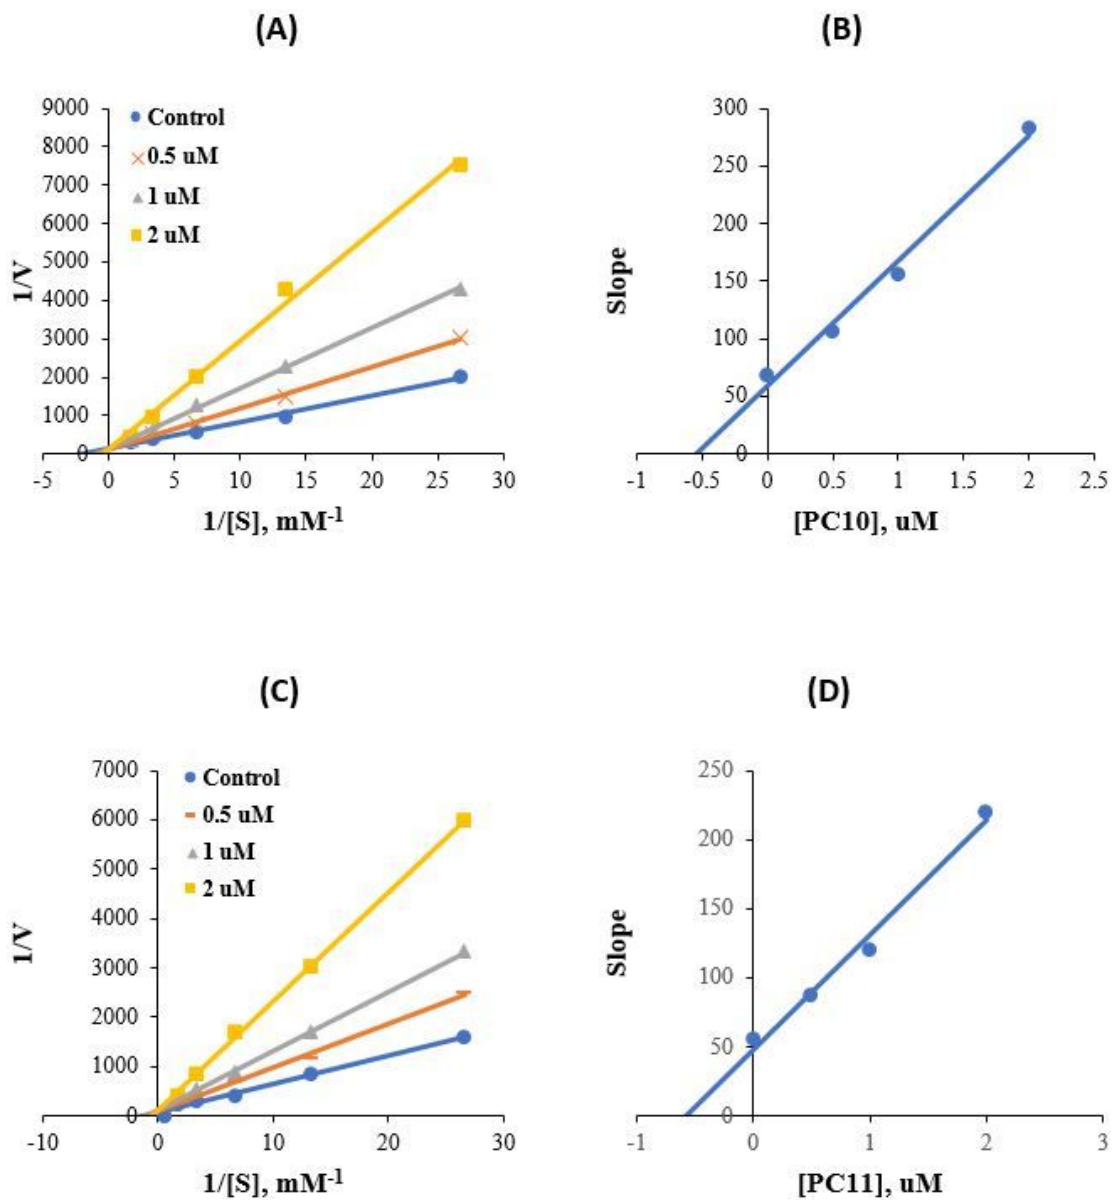 (A)
9000
8000
7000
6000
5000
4000
3000
2000
1000
0
-5
0
5
10
15
20
25
30
1/V
1/[S], mM-1
Control
0.5 uM
1 uM
2 uM
(B)
300
250
200
150
100
50
0
-1
-0.5
0
0.5
1
1.5
2
2.5
Slope
[PC10], uM
(C)
7000
6000
5000
4000
3000
2000
1000
0
-10
0
10
20
30
1/V
1/[S], mM-1
Control
0.5 uM
1 uM
2 uM
(D)
250
200
150
100
50
0
-1
0
1
2
3
Slope
[PC11], uM